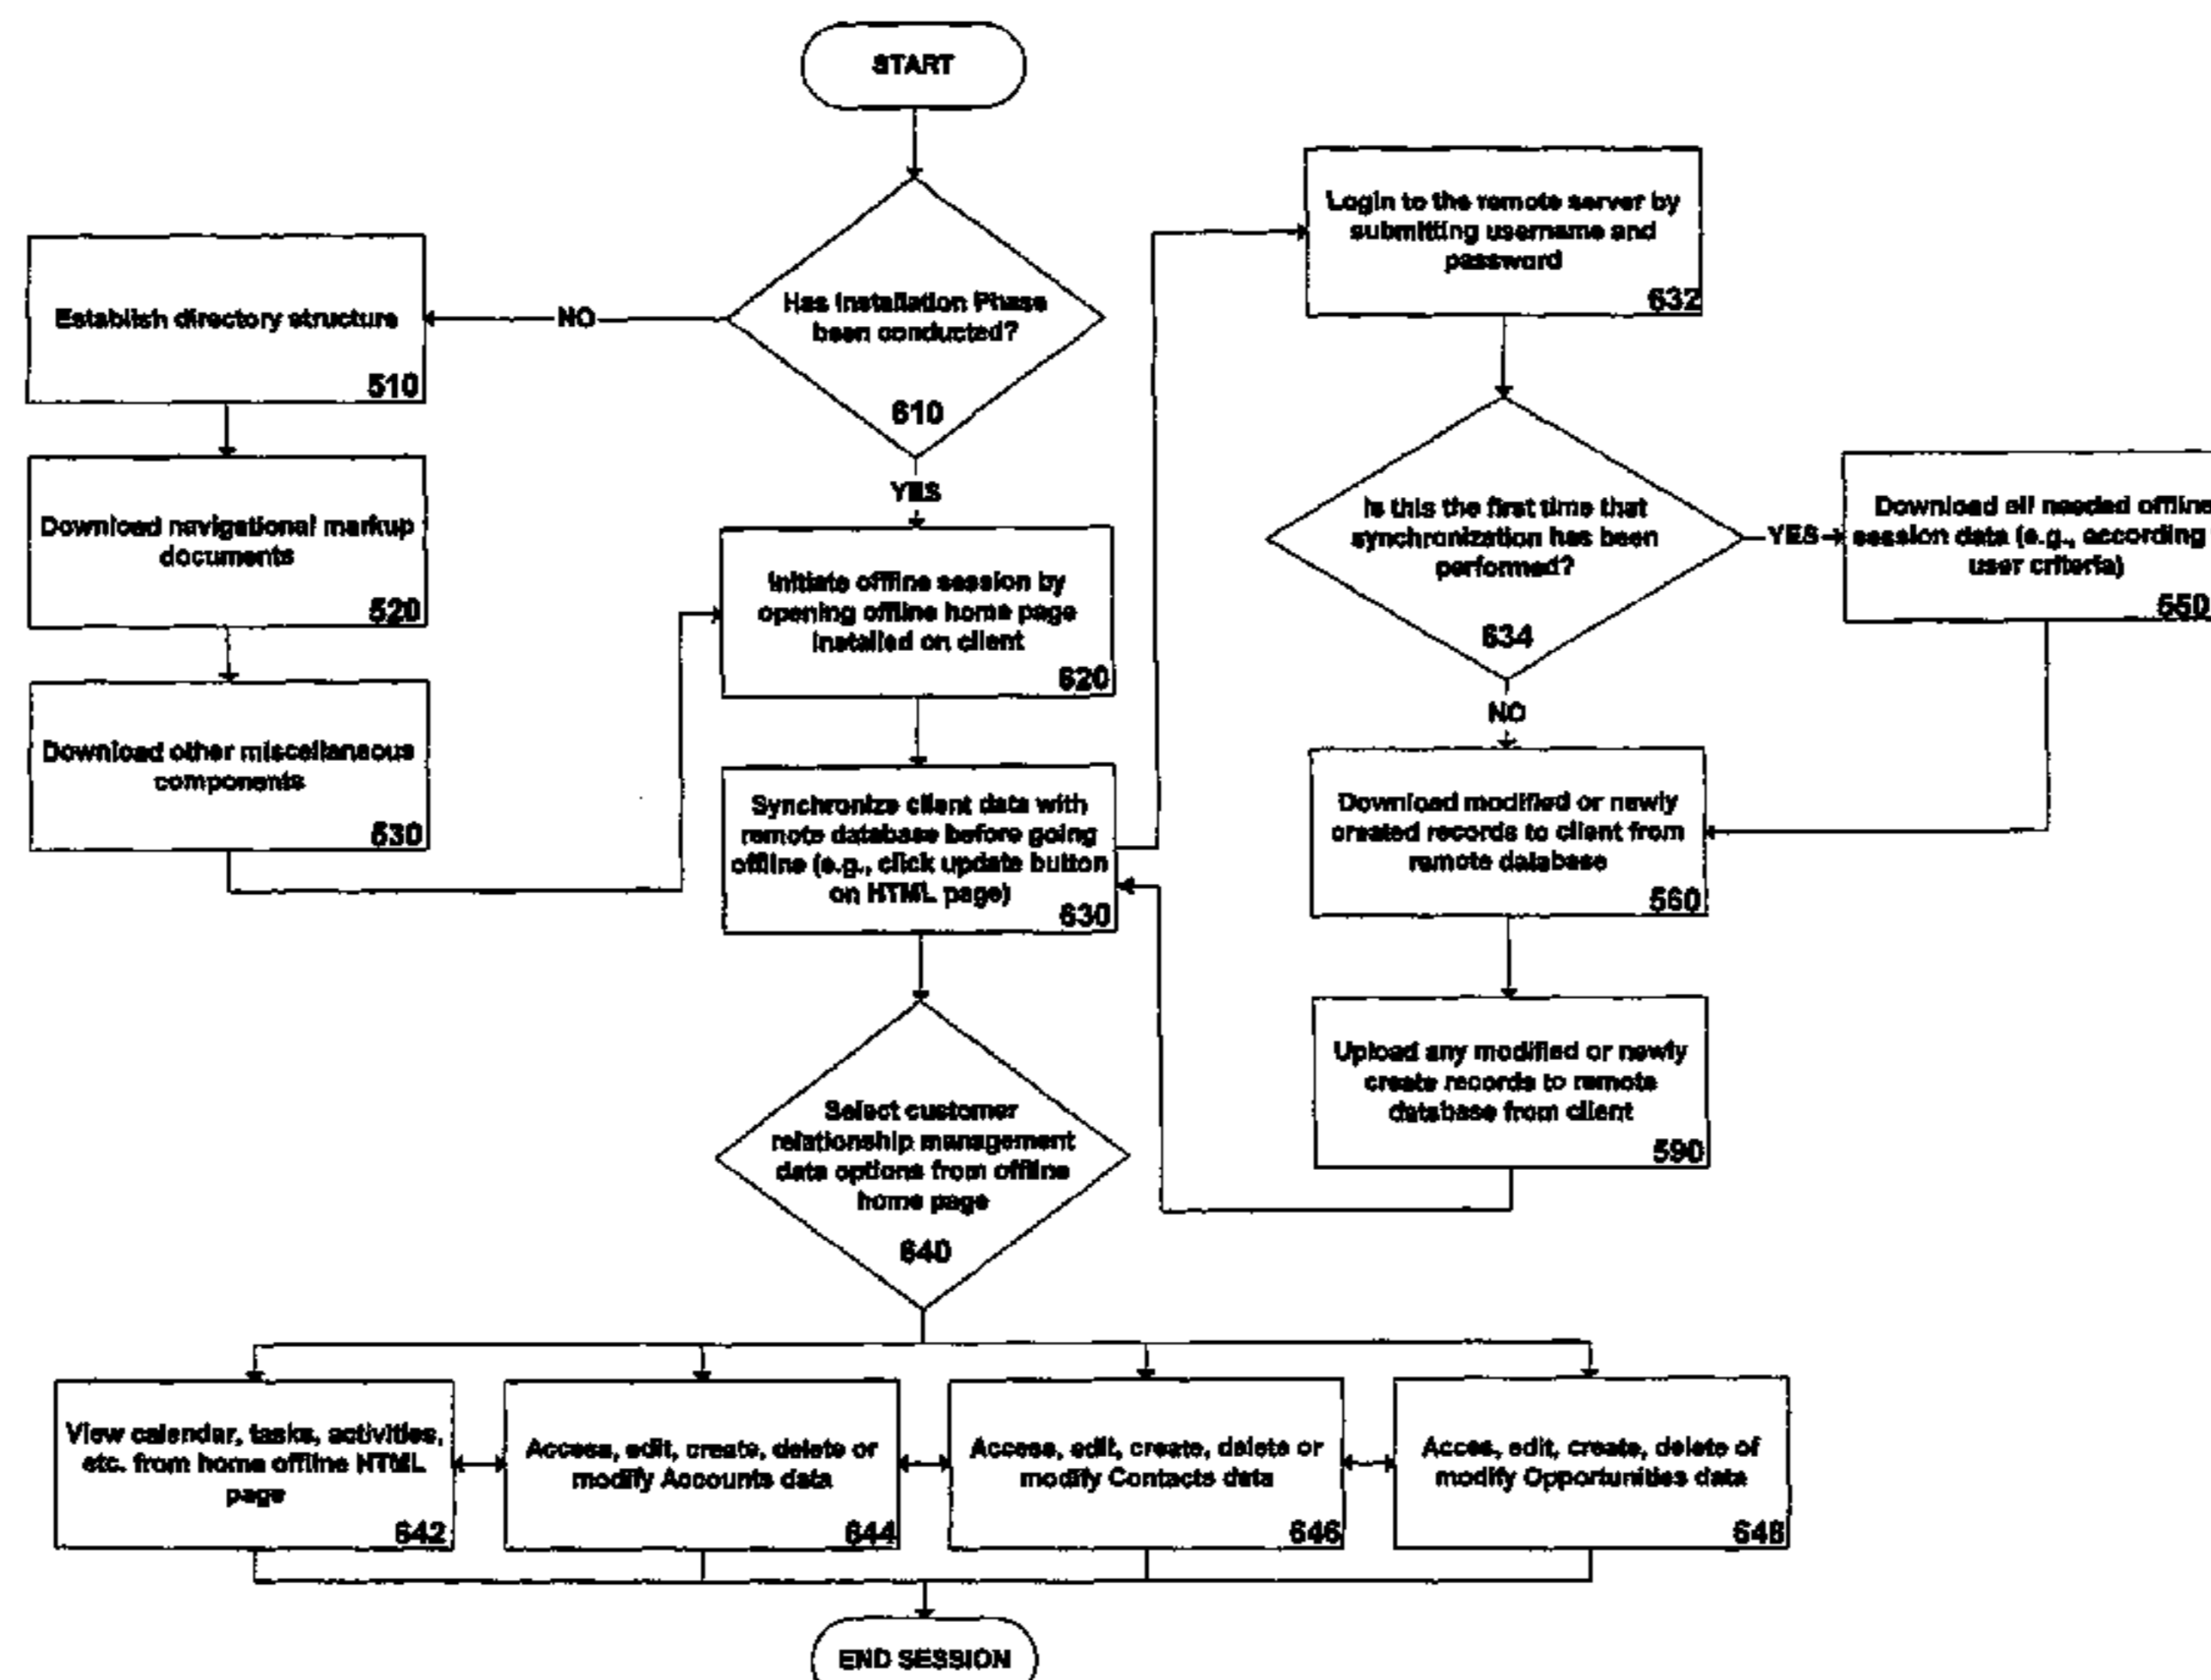 START
Has Installation Phase
been conducted?
610
NO
YES
Establish directory structure
510
Download navigational markup
documents
520
Download other miscellaneous
components
530
Initiate offline session by
opening offline home page
installed on client
620
Synchronize client data with
remote database before going
offline (e.g., click update button
on HTML page)
630
Login to the remote server by
submitting username and
password
632
Is this the first time that
synchronization has been
performed?
634
YES
NO
Download all needed offline
session data (e.g., according
user criteria)
550
Download modified or newly
created records to client from
remote database
560
Upload any modified or newly
create records to remote
database from client
590
Select customer
relationship management
data options from offline
home page
640
View calendar, tasks, activities,
etc. from home offline HTML
page
642
Access, edit, create, delete or
modify Accounts data
644
Access, edit, create, delete or
modify Contacts data
646
Acces, edit, create, delete of
modify Opportunities data
648
END SESSION